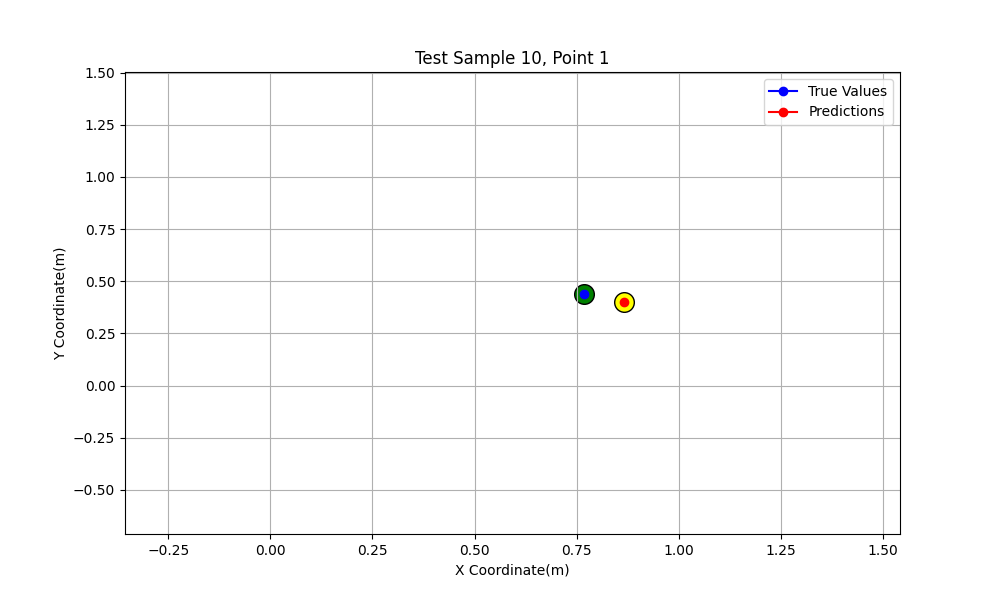 Test Sample 10, Point 1
True Values
Predictions
1.50
1.25
1.00
0.75
0.50
0.25
0.00
−0.25
−0.50
Y Coordinate(m)
−0.25 0.00 0.25 0.50 0.75 1.00 1.25 1.50
X Coordinate(m)